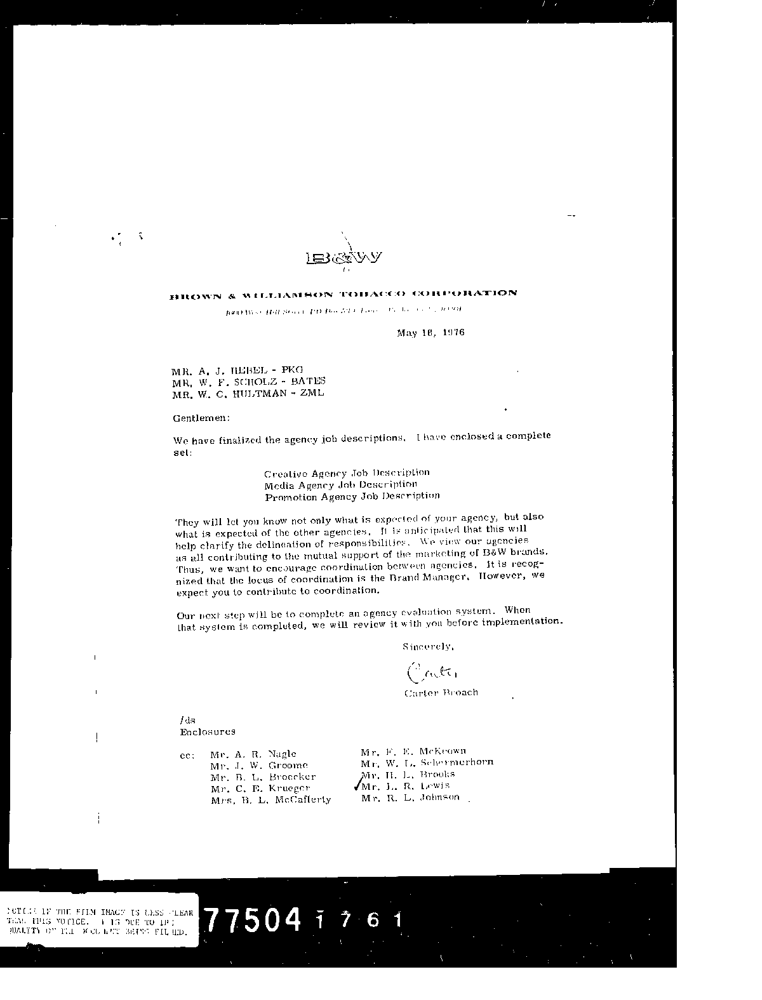 B&W
BROWN & WILLIAMSON TOBACCO CORPORATION
May 18, 1976
MR. A. J. HEBEL - PKG
MR. W. F. SCHOLZ - BATES
MR. W. C. HULTMAN - ZML
Gentlemen:
We have finalized the agency job descriptions. I have enclosed a complete
set:
Creative Agency Job Description
Media Agency Job Description
Promotion Agency Job Description
They will let you know not only what is expected of your agency, but also
what is expected of the other agencies. It is anticipated that this will
help clarify the delineation of responsibilities. We view our agencies
as all contributing to the mutual support of the marketing of B&W brands.
Thus, we want to encourage coordination between agencies. It is recog-
nized that the locus of coordination is the Brand Manager. However, we
expect you to contribute to coordination.
Our next step will be to complete an agency evaluation system. When
that system is completed, we will review it with you before implementation.
Sincerely,
Carter
Carter Broach
/ds
Enclosures
cc: Mr. A. R. Nagle
Mr. J. W. Groome
Mr. B. L. Broecker
Mr. C. E. Krueger
Mrs. B. L. McCafferty
Mr. F. E. McKeown
Mr. W. L. Schermerhorn
Mr. H. L. Brooks
Mr. L. R. Lewis
Mr. R. L. Johnson
NOTICE IF THE FILM IMAGE IS LESS CLEAR
THAN THIS NOTICE, IT IS DUE TO THE
QUALITY OF THE DOCUMENT BEING FILMED.
77504 1761